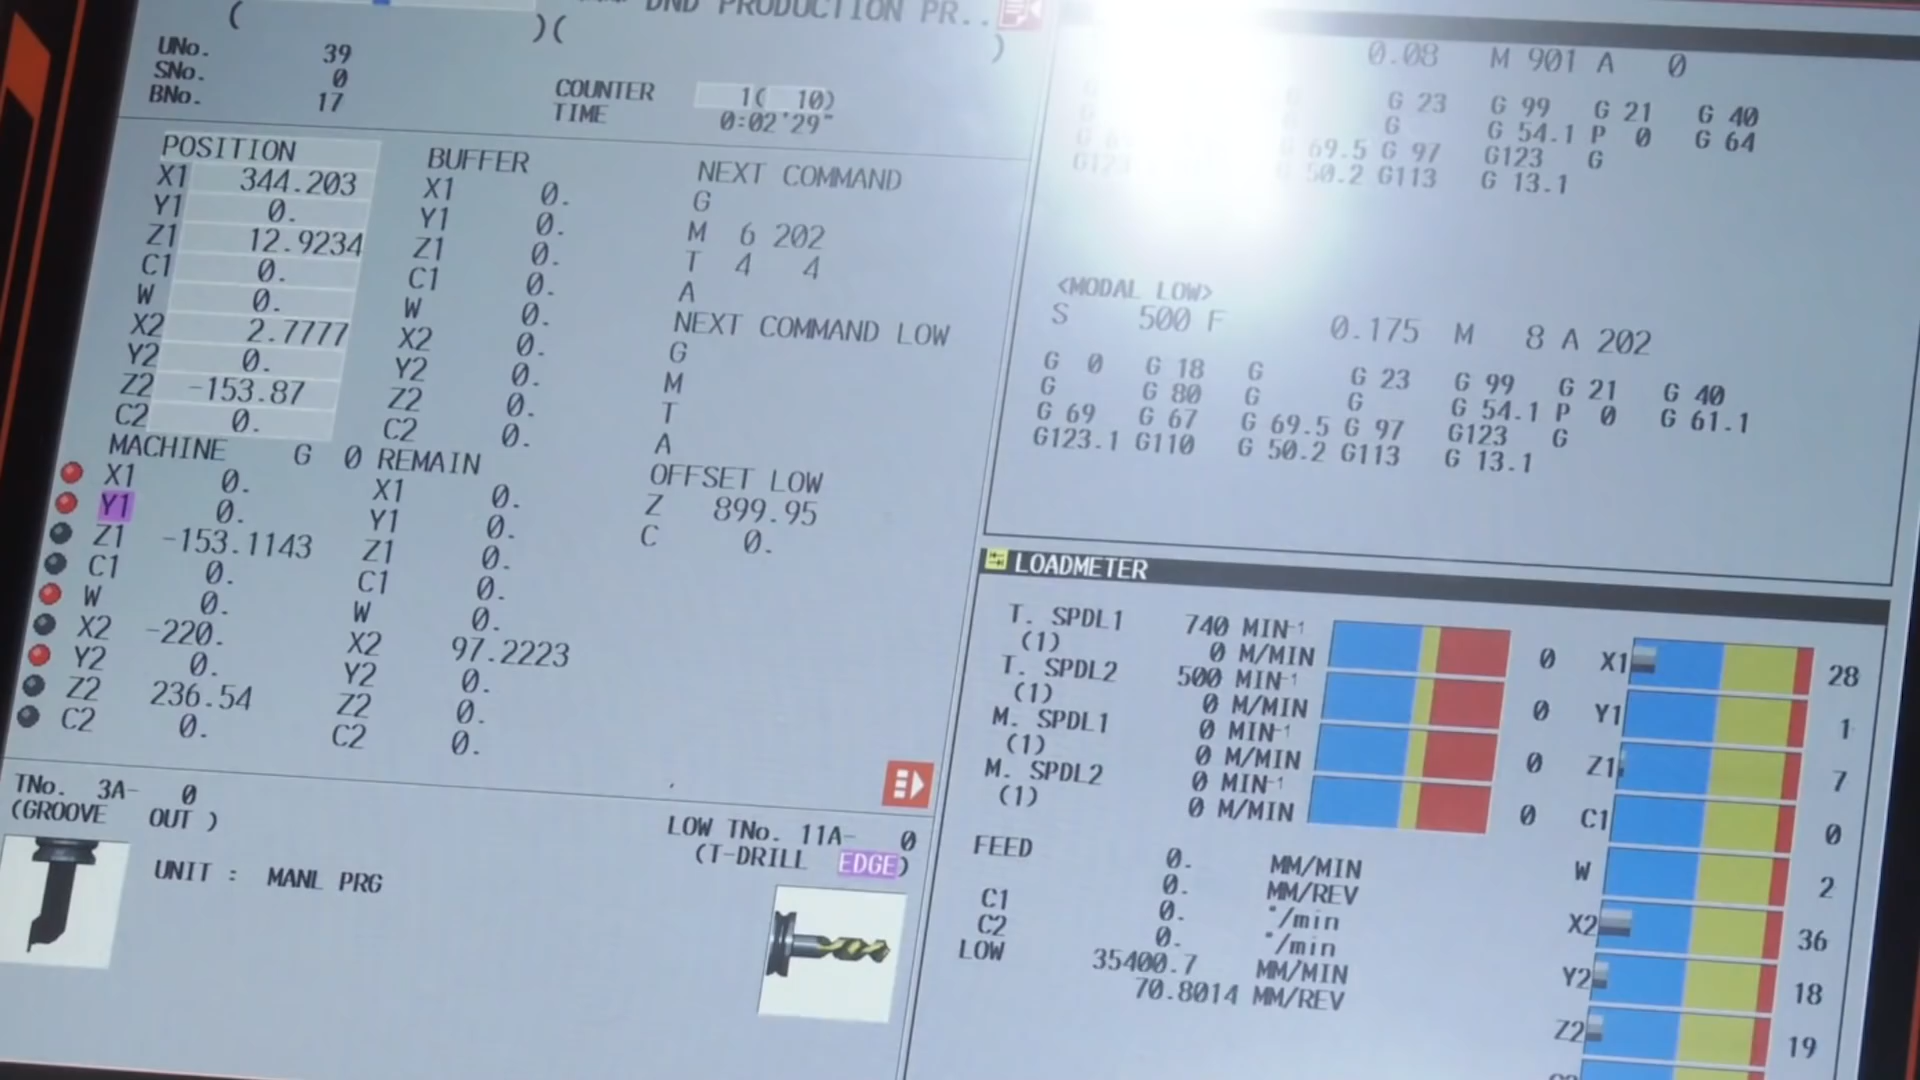 DND PRODUCTION PR..
( )( )
UNo. 39
SNo. 0
BNo. 17
COUNTER 1( 10)
TIME 0:02'29"
POSITION
X1 344.203
Y1 0.
Z1 12.9234
C1 0.
W 0.
X2 2.7777
Y2 0.
Z2 -153.87
C2 0.
BUFFER
X1 0.
Y1 0.
Z1 0.
C1 0.
W 0.
X2 0.
Y2 0.
Z2 0.
C2 0.
NEXT COMMAND
G
M 6 202
T 4 4
A
NEXT COMMAND LOW
G
M
T
A
OFFSET LOW
Z 899.95
C 0.
MACHINE G 0
X1 0.
Y1 0.
Z1 -153.1143
C1 0.
W 0.
X2 -220.
Y2 0.
Z2 236.54
C2 0.
REMAIN
X1 0.
Y1 0.
Z1 0.
C1 0.
W 0.
X2 97.2223
Y2 0.
Z2 0.
C2 0.
TNo. 3A- 0
(GROOVE OUT )
UNIT : MANL PRG
LOW TNo. 11A- 0
(T-DRILL EDGE)
0.08 M 901 A 0
G 23 G 99 G 21 G 40
G G 54.1 P 0 G 64
69.5 G 97 G123 G
G123 G 50.2 G113 G 13.1
<MODAL LOW>
S 500 F 0.175 M 8 A 202
G 0 G 18 G G 23 G 99 G 21 G 40
G G 80 G G G 54.1 P 0 G 61.1
G 69 G 67 G 69.5 G 97 G123 G
G123.1 G110 G 50.2 G113 G 13.1
LOADMETER
T. SPDL1 740 MIN-1
(1) 0 M/MIN 0
T. SPDL2 500 MIN-1
(1) 0 M/MIN 0
M. SPDL1 0 MIN-1
(1) 0 M/MIN 0
M. SPDL2 0 MIN-1
(1) 0 M/MIN 0
FEED 0. MM/MIN
0. MM/REV
C1 0. °/min
C2 0. °/min
LOW 35400.7 MM/MIN
70.8014 MM/REV
X1 28
Y1 1
Z1 7
C1 0
W 2
X2 36
Y2 18
Z2 19